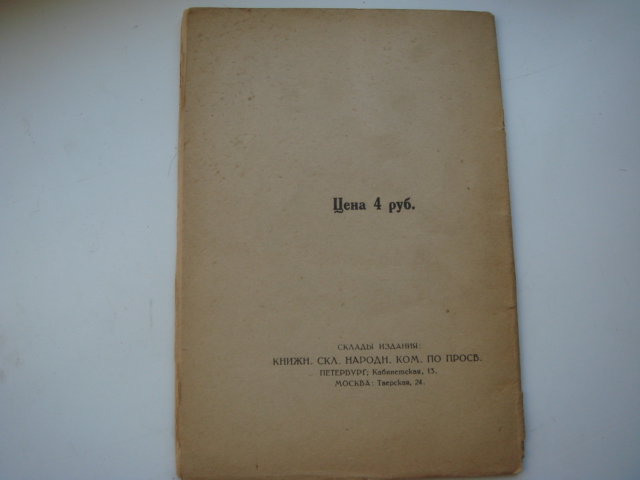 Цена 4 руб.
СКЛАДЫ ИЗДАНИЯ:
КНИЖН. СКЛ. НАРОДН. КОМ. ПО ПРОСВ.
ПЕТЕРБУРГ; Кабинетская, 13.
МОСКВА: Тверская, 24.